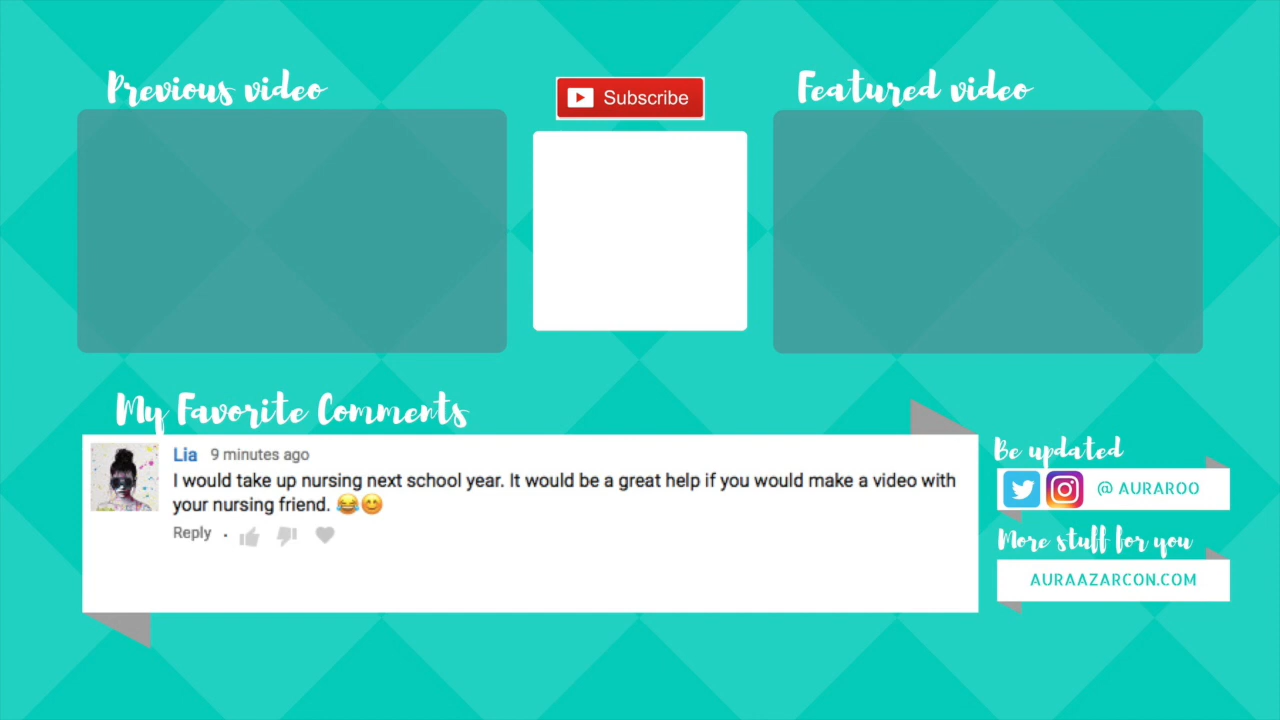 Previous video
Subscribe
Featured video
My Favorite Comments
Lia 9 minutes ago
I would take up nursing next school year. It would be a great help if you would make a video with
your nursing friend. 😂😊
Reply ·
Be updated
@ AURAROO
More stuff for you
AURAAZARCON.COM